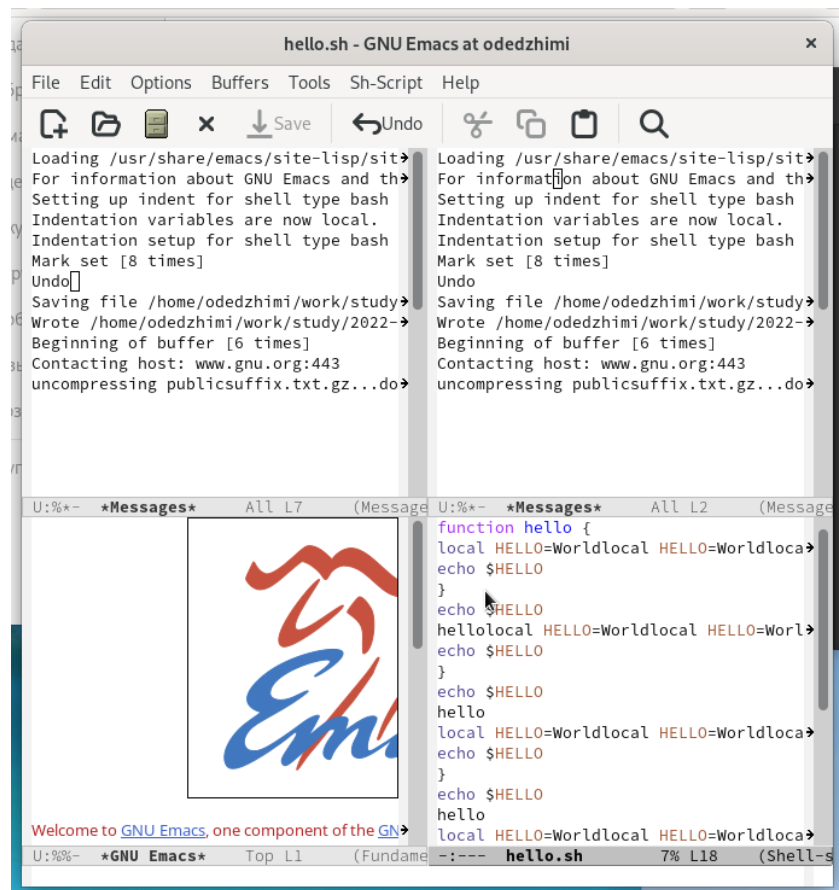 hello.sh - GNU Emacs at odedzhimi
File Edit Options Buffers Tools Sh-Script Help
Save Undo
Loading /usr/share/emacs/site-lisp/sit
For information about GNU Emacs and th
Setting up indent for shell type bash
Indentation variables are now local.
Indentation setup for shell type bash
Mark set [8 times]
Undo
Saving file /home/odedzhimi/work/study
Wrote /home/odedzhimi/work/study/2022-
Beginning of buffer [6 times]
Contacting host: www.gnu.org:443
uncompressing publicsuffix.txt.gz...do
U:%*- *Messages* All L7 (Message
Loading /usr/share/emacs/site-lisp/sit
For information about GNU Emacs and th
Setting up indent for shell type bash
Indentation variables are now local.
Indentation setup for shell type bash
Mark set [8 times]
Undo
Saving file /home/odedzhimi/work/study
Wrote /home/odedzhimi/work/study/2022-
Beginning of buffer [6 times]
Contacting host: www.gnu.org:443
uncompressing publicsuffix.txt.gz...do
U:%*- *Messages* All L2 (Message
Welcome to GNU Emacs, one component of the GN
U:%%- *GNU Emacs* Top L1 (Fundame
function hello {
local HELLO=Worldlocal HELLO=Worldloca
echo $HELLO
}
echo $HELLO
hellolocal HELLO=Worldlocal HELLO=Worl
echo $HELLO
}
echo $HELLO
hello
local HELLO=Worldlocal HELLO=Worldloca
echo $HELLO
}
echo $HELLO
hello
local HELLO=Worldlocal HELLO=Worldloca
-:--- hello.sh 7% L18 (Shell-s